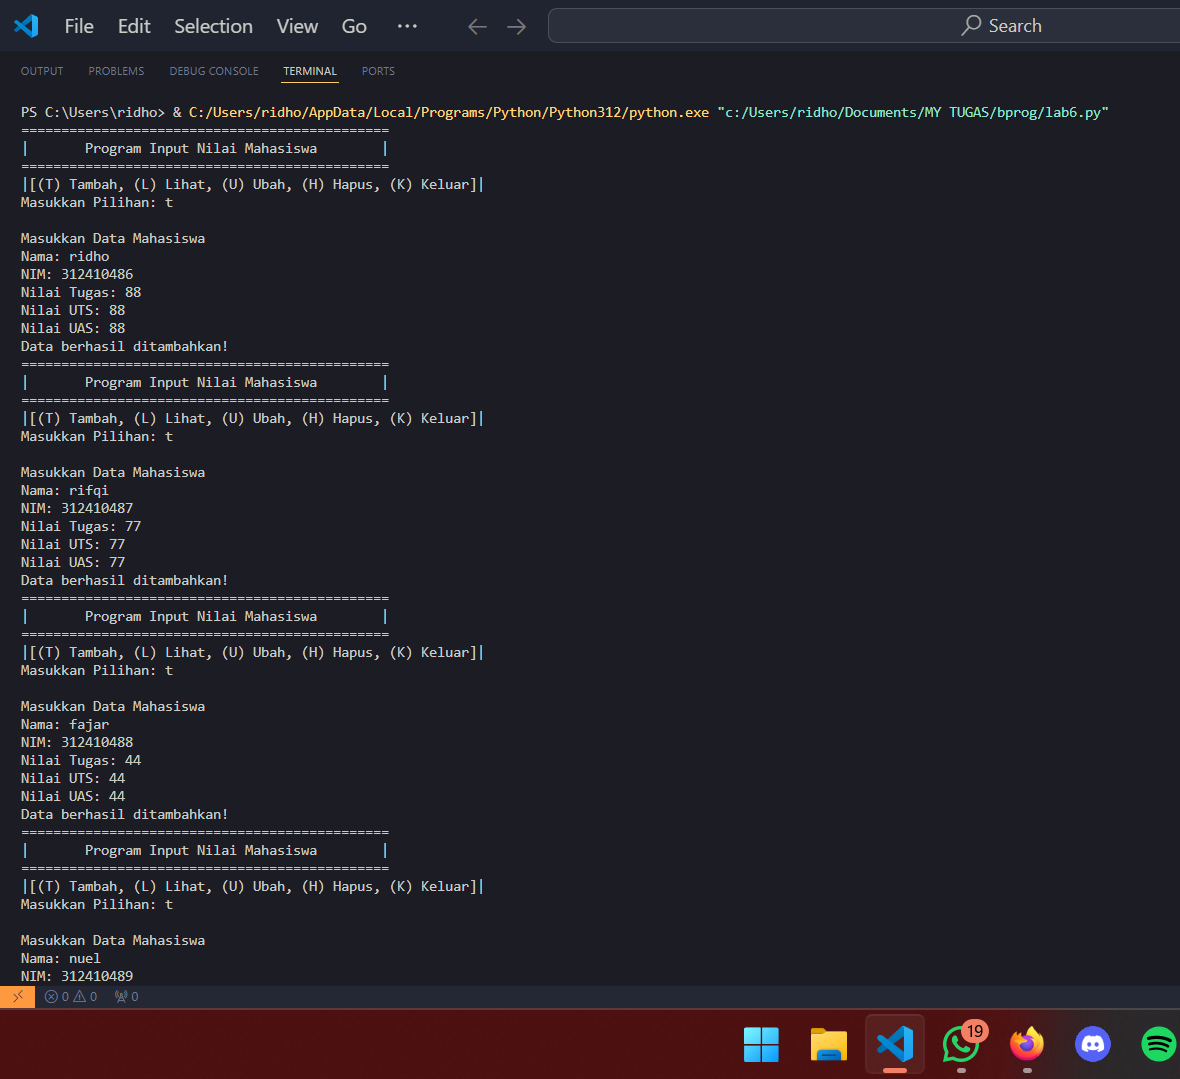 File Edit Selection View Go ··· Search
OUTPUT PROBLEMS DEBUG CONSOLE TERMINAL PORTS
PS C:\Users\ridho> & C:/Users/ridho/AppData/Local/Programs/Python/Python312/python.exe "c:/Users/ridho/Documents/MY TUGAS/bprog/lab6.py"
==============================================
|       Program Input Nilai Mahasiswa        |
==============================================
|[(T) Tambah, (L) Lihat, (U) Ubah, (H) Hapus, (K) Keluar]|
Masukkan Pilihan: t
Masukkan Data Mahasiswa
Nama: ridho
NIM: 312410486
Nilai Tugas: 88
Nilai UTS: 88
Nilai UAS: 88
Data berhasil ditambahkan!
==============================================
|       Program Input Nilai Mahasiswa        |
==============================================
|[(T) Tambah, (L) Lihat, (U) Ubah, (H) Hapus, (K) Keluar]|
Masukkan Pilihan: t
Masukkan Data Mahasiswa
Nama: rifqi
NIM: 312410487
Nilai Tugas: 77
Nilai UTS: 77
Nilai UAS: 77
Data berhasil ditambahkan!
==============================================
|       Program Input Nilai Mahasiswa        |
==============================================
|[(T) Tambah, (L) Lihat, (U) Ubah, (H) Hapus, (K) Keluar]|
Masukkan Pilihan: t
Masukkan Data Mahasiswa
Nama: fajar
NIM: 312410488
Nilai Tugas: 44
Nilai UTS: 44
Nilai UAS: 44
Data berhasil ditambahkan!
==============================================
|       Program Input Nilai Mahasiswa        |
==============================================
|[(T) Tambah, (L) Lihat, (U) Ubah, (H) Hapus, (K) Keluar]|
Masukkan Pilihan: t
Masukkan Data Mahasiswa
Nama: nuel
NIM: 312410489
0 0 0
19